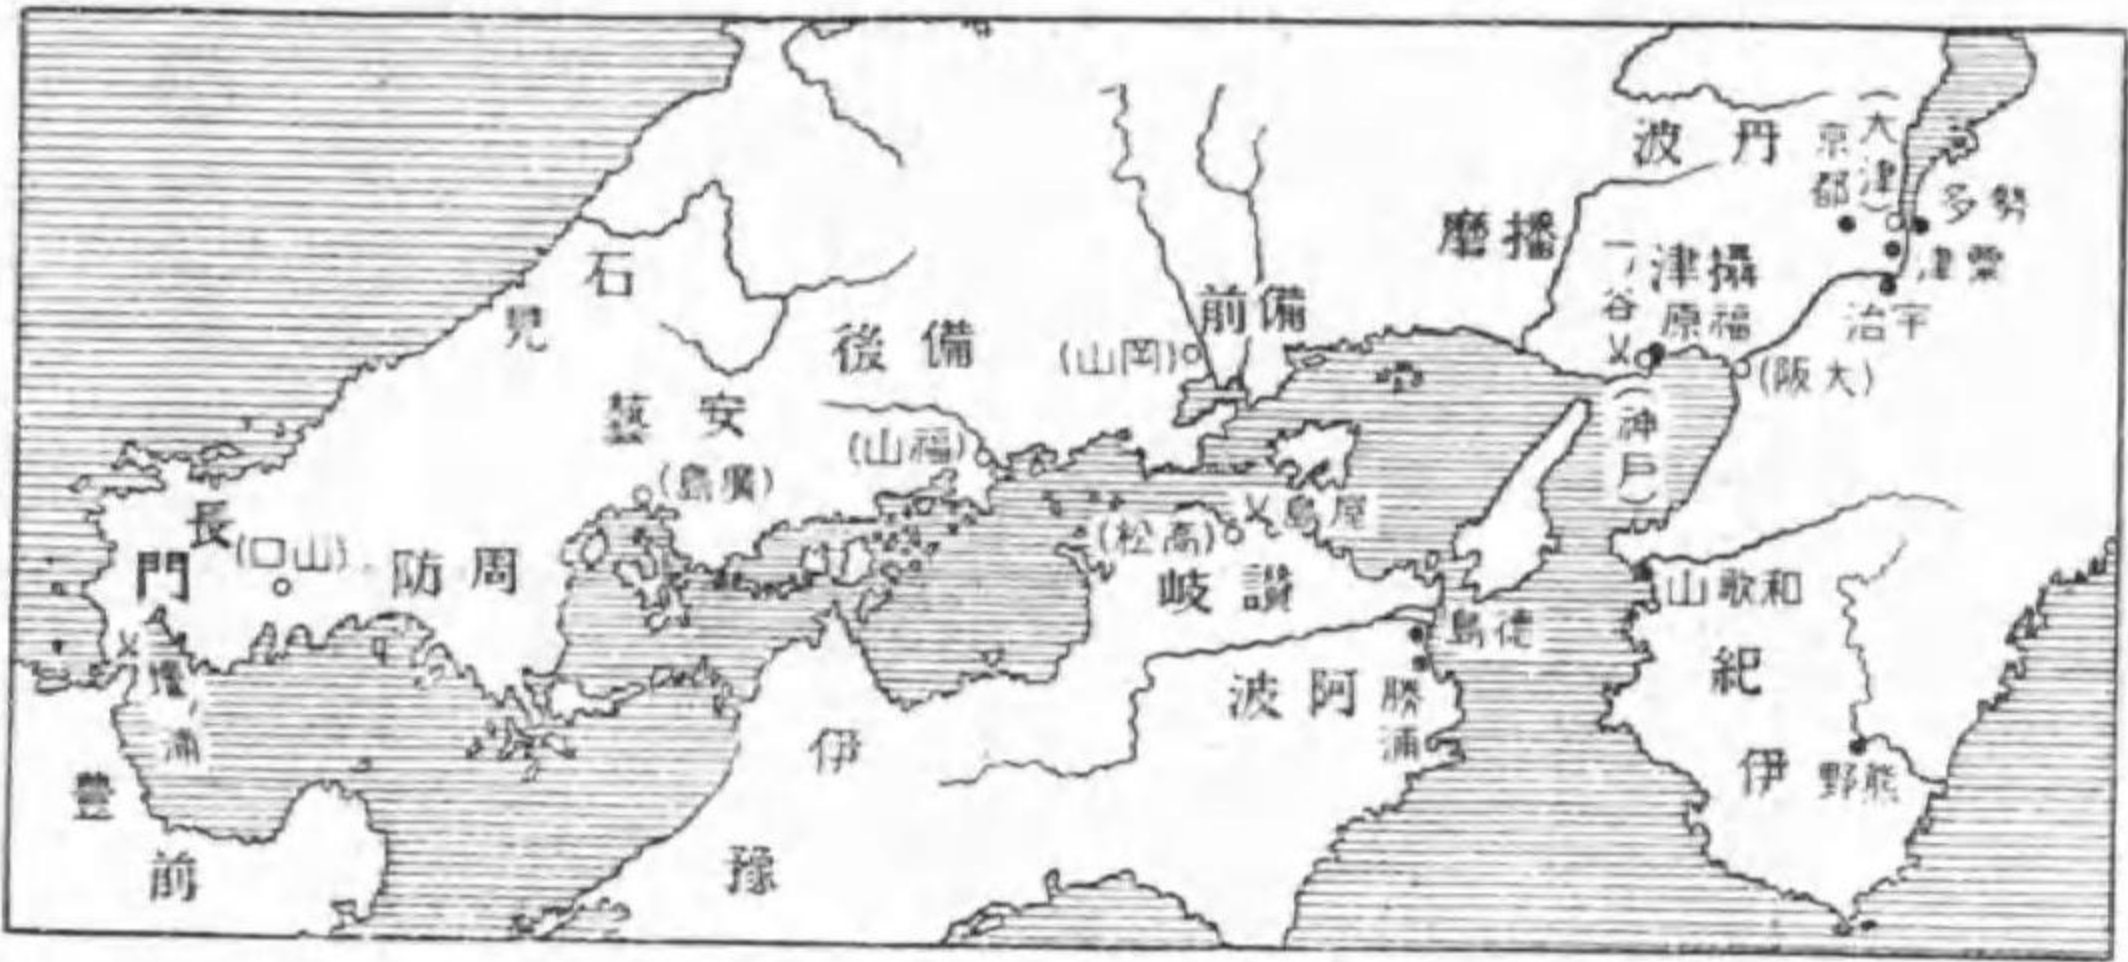 丹波
京都
(大津)
勢多
粟津
宇治
播磨
攝津
福原
一ノ谷
(神戸)
(大阪)
備前
(岡山)
備後
(福山)
安藝
(廣島)
石見
周防
(山口)
長門
壇ノ浦
豊前
屋島
(高松)
讃岐
徳島
阿波
勝浦
伊豫
和歌山
紀伊
熊野